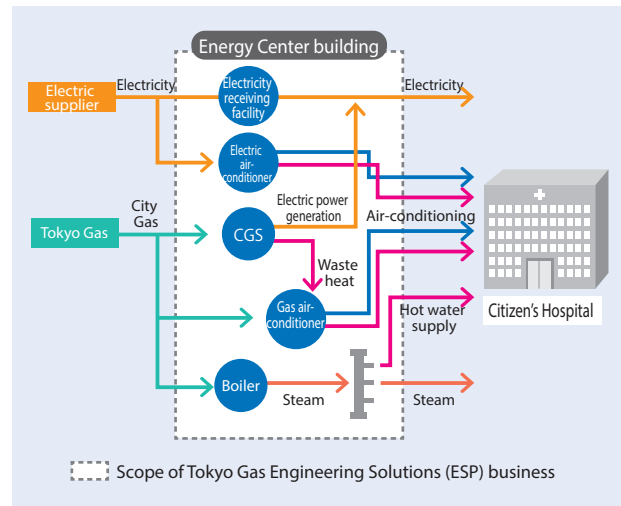 Energy Center building
Electric
supplier
Electricity
Electricity
receiving
facility
Electricity
Electric
air-
conditioner
City
Gas
Tokyo Gas
CGS
Electric power
generation
Air-conditioning
Waste
heat
Gas air-
conditioner
Hot water
supply
Citizen's Hospital
Boiler
Steam
Steam
Scope of Tokyo Gas Engineering Solutions (ESP) business